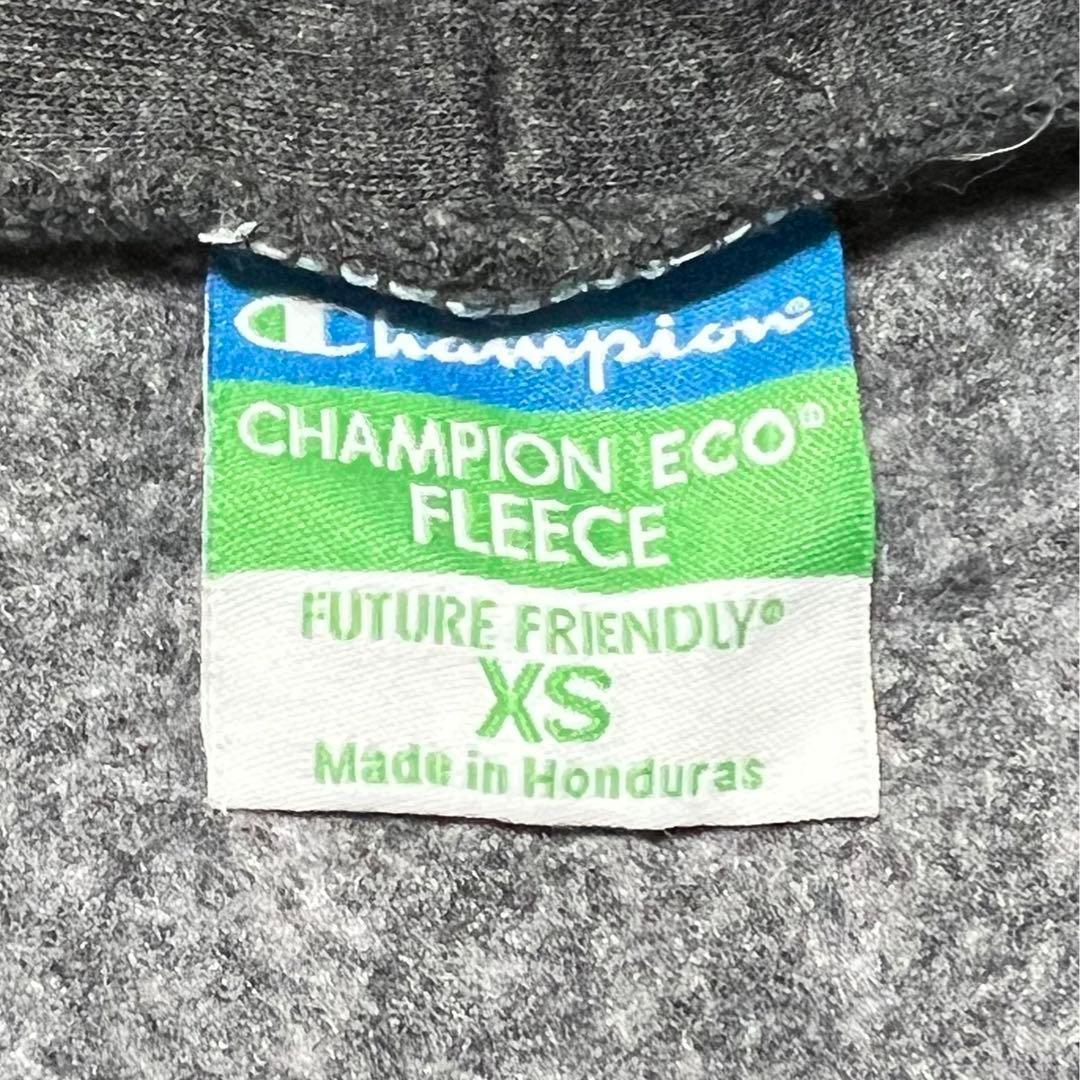 Champion®
CHAMPION ECO®
FLEECE
FUTURE FRIENDLY®
XS
Made in Honduras